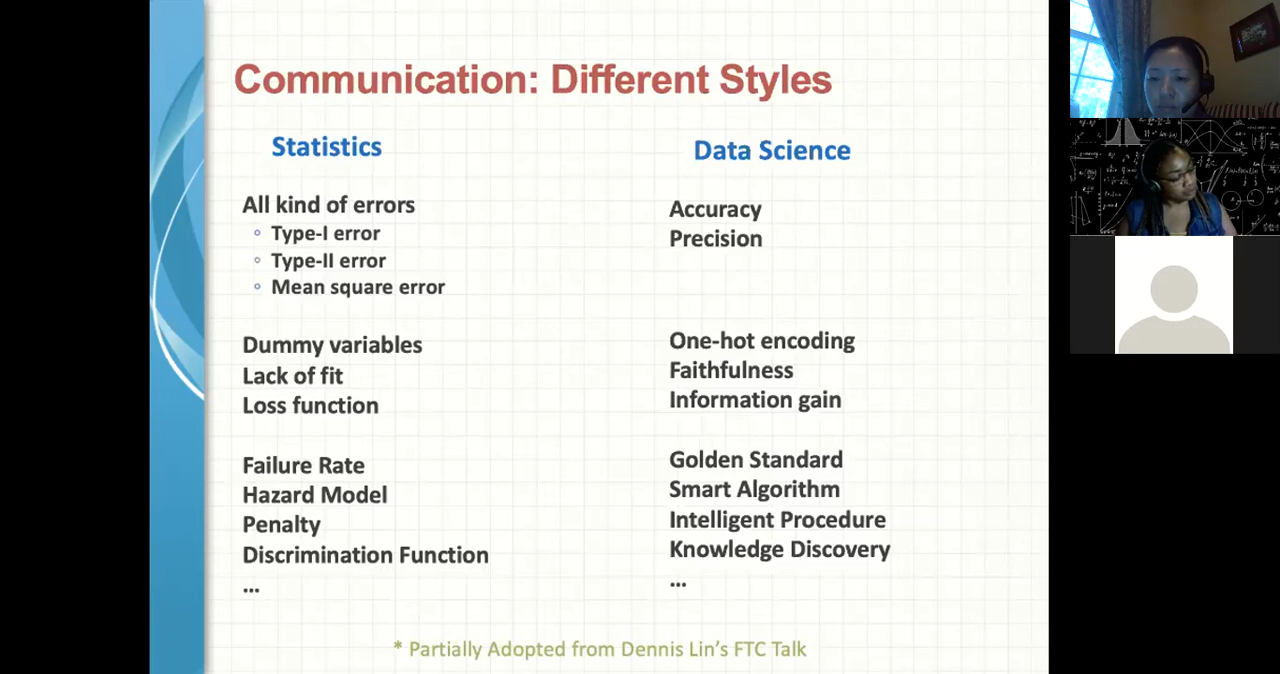 Communication: Different Styles
Statistics
All kind of errors
◦ Type-I error
◦ Type-II error
◦ Mean square error
Dummy variables
Lack of fit
Loss function
Failure Rate
Hazard Model
Penalty
Discrimination Function
...
Data Science
Accuracy
Precision
One-hot encoding
Faithfulness
Information gain
Golden Standard
Smart Algorithm
Intelligent Procedure
Knowledge Discovery
...
* Partially Adopted from Dennis Lin's FTC Talk